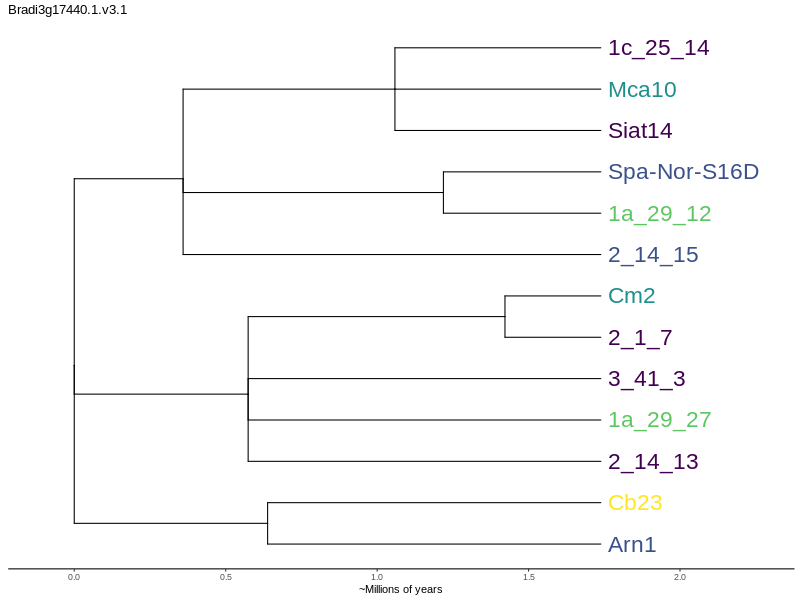 Bradi3g17440.1.v3.1
1c_25_14
Mca10
Siat14
Spa-Nor-S16D
1a_29_12
2_14_15
Cm2
2_1_7
3_41_3
1a_29_27
2_14_13
Cb23
Arn1
0.0 0.5 1.0 1.5 2.0
~Millions of years